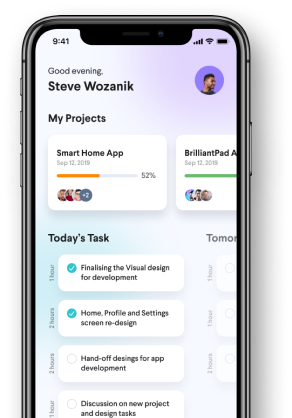 9:41
Good evening,
Steve Wozanik
My Projects
Smart Home App
Sep 12, 2019
52%
+2
BrilliantPad A
Sep 12, 2019
Today's Task
Tomor
1 hour
Finalising the Visual design
for development
1 hour
2 hours
Home, Profile and Settings
screen re-design
1 hour
2 hours
Hand-off desings for app
development
2 hours
1 hour
Discussion on new project
and design tasks